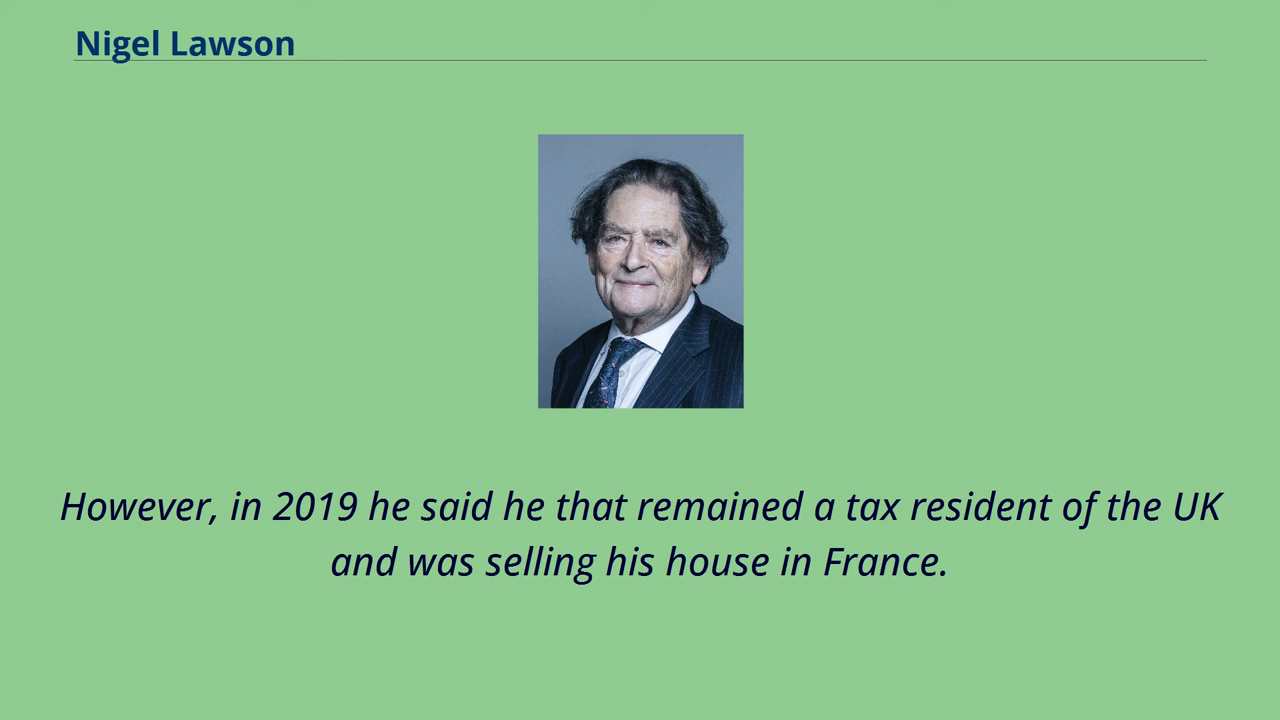 Nigel Lawson
However, in 2019 he said he that remained a tax resident of the UK
and was selling his house in France.